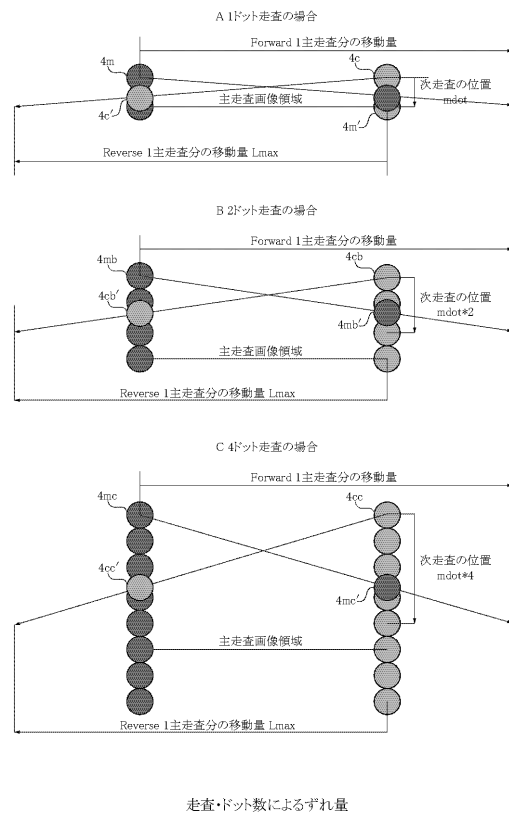 A 1ドット走査の場合
Forward 1主走査分の移動量
4m
4c
次走査の位置
mdot
4c′
主走査画像領域
4m′
Reverse 1主走査分の移動量 Lmax
B 2ドット走査の場合
Forward 1主走査分の移動量
4mb
4cb
4cb′
次走査の位置
mdot*2
4mb′
主走査画像領域
Reverse 1主走査分の移動量 Lmax
C 4ドット走査の場合
Forward 1主走査分の移動量
4mc
4cc
次走査の位置
mdot*4
4cc′
4mc′
主走査画像領域
Reverse 1主走査分の移動量 Lmax
走査・ドット数によるずれ量